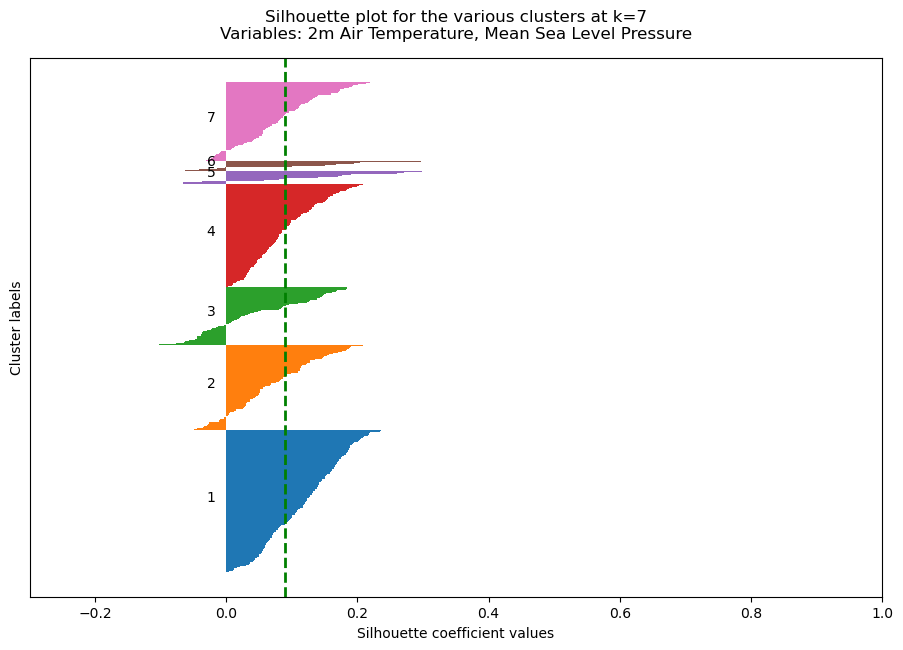 Silhouette plot for the various clusters at k=7
Variables: 2m Air Temperature, Mean Sea Level Pressure
7
6
5
4
3
2
1
Cluster labels
−0.2 0.0 0.2 0.4 0.6 0.8 1.0
Silhouette coefficient values